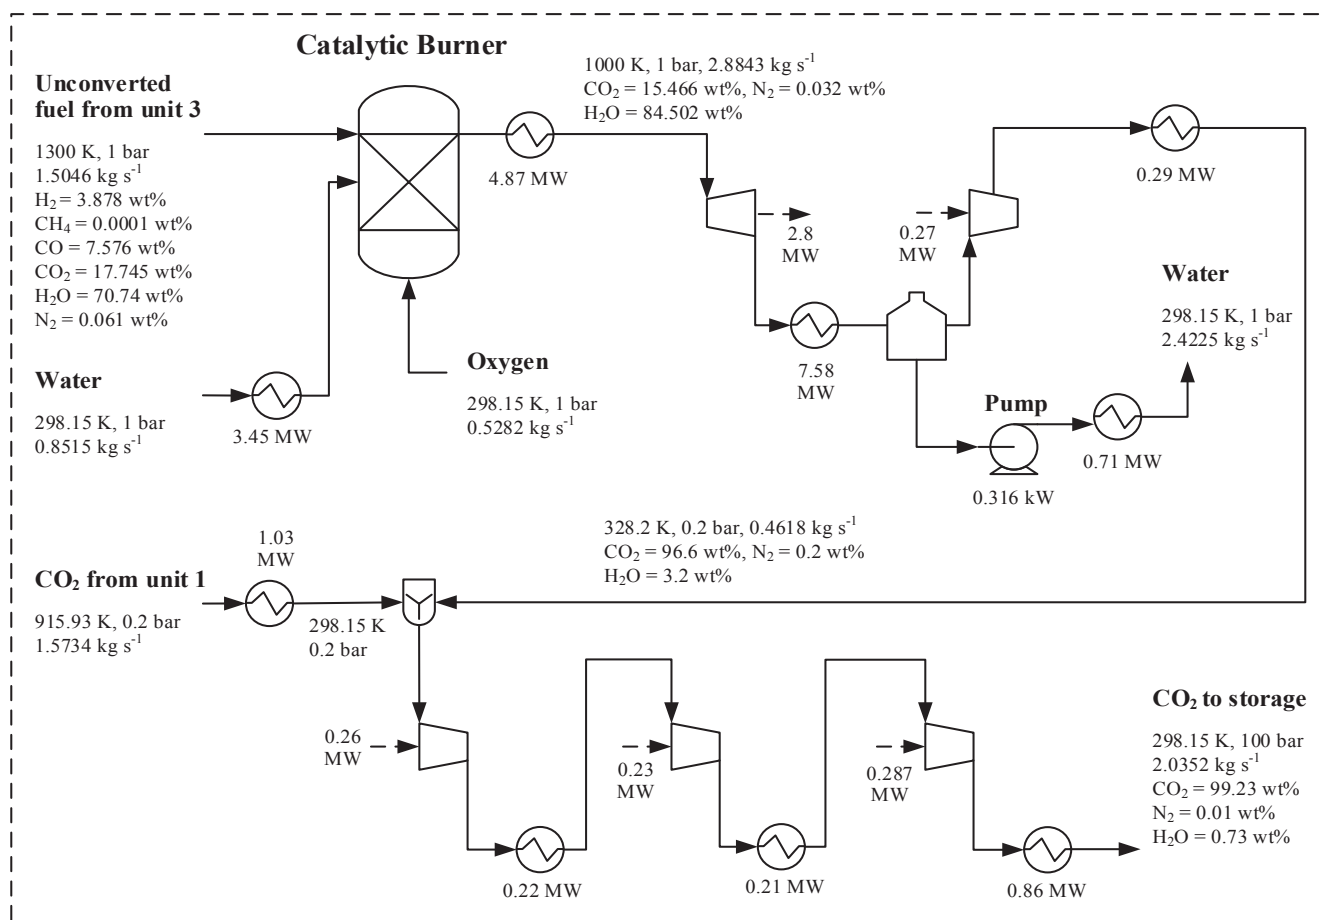 Catalytic Burner
Unconverted
fuel from unit 3
1300 K, 1 bar
1.5046 kg s⁻¹
H₂ = 3.878 wt%
CH₄ = 0.0001 wt%
CO = 7.576 wt%
CO₂ = 17.745 wt%
H₂O = 70.74 wt%
N₂ = 0.061 wt%
Water
298.15 K, 1 bar
0.8515 kg s⁻¹
3.45 MW
Oxygen
298.15 K, 1 bar
0.5282 kg s⁻¹
4.87 MW
1000 K, 1 bar, 2.8843 kg s⁻¹
CO₂ = 15.466 wt%, N₂ = 0.032 wt%
H₂O = 84.502 wt%
2.8
MW
7.58
MW
0.27
MW
0.29 MW
Water
298.15 K, 1 bar
2.4225 kg s⁻¹
Pump
0.316 kW
0.71 MW
328.2 K, 0.2 bar, 0.4618 kg s⁻¹
CO₂ = 96.6 wt%, N₂ = 0.2 wt%
H₂O = 3.2 wt%
1.03
MW
CO₂ from unit 1
915.93 K, 0.2 bar
1.5734 kg s⁻¹
298.15 K
0.2 bar
0.26
MW
0.22 MW
0.23
MW
0.21 MW
0.287
MW
0.86 MW
CO₂ to storage
298.15 K, 100 bar
2.0352 kg s⁻¹
CO₂ = 99.23 wt%
N₂ = 0.01 wt%
H₂O = 0.73 wt%